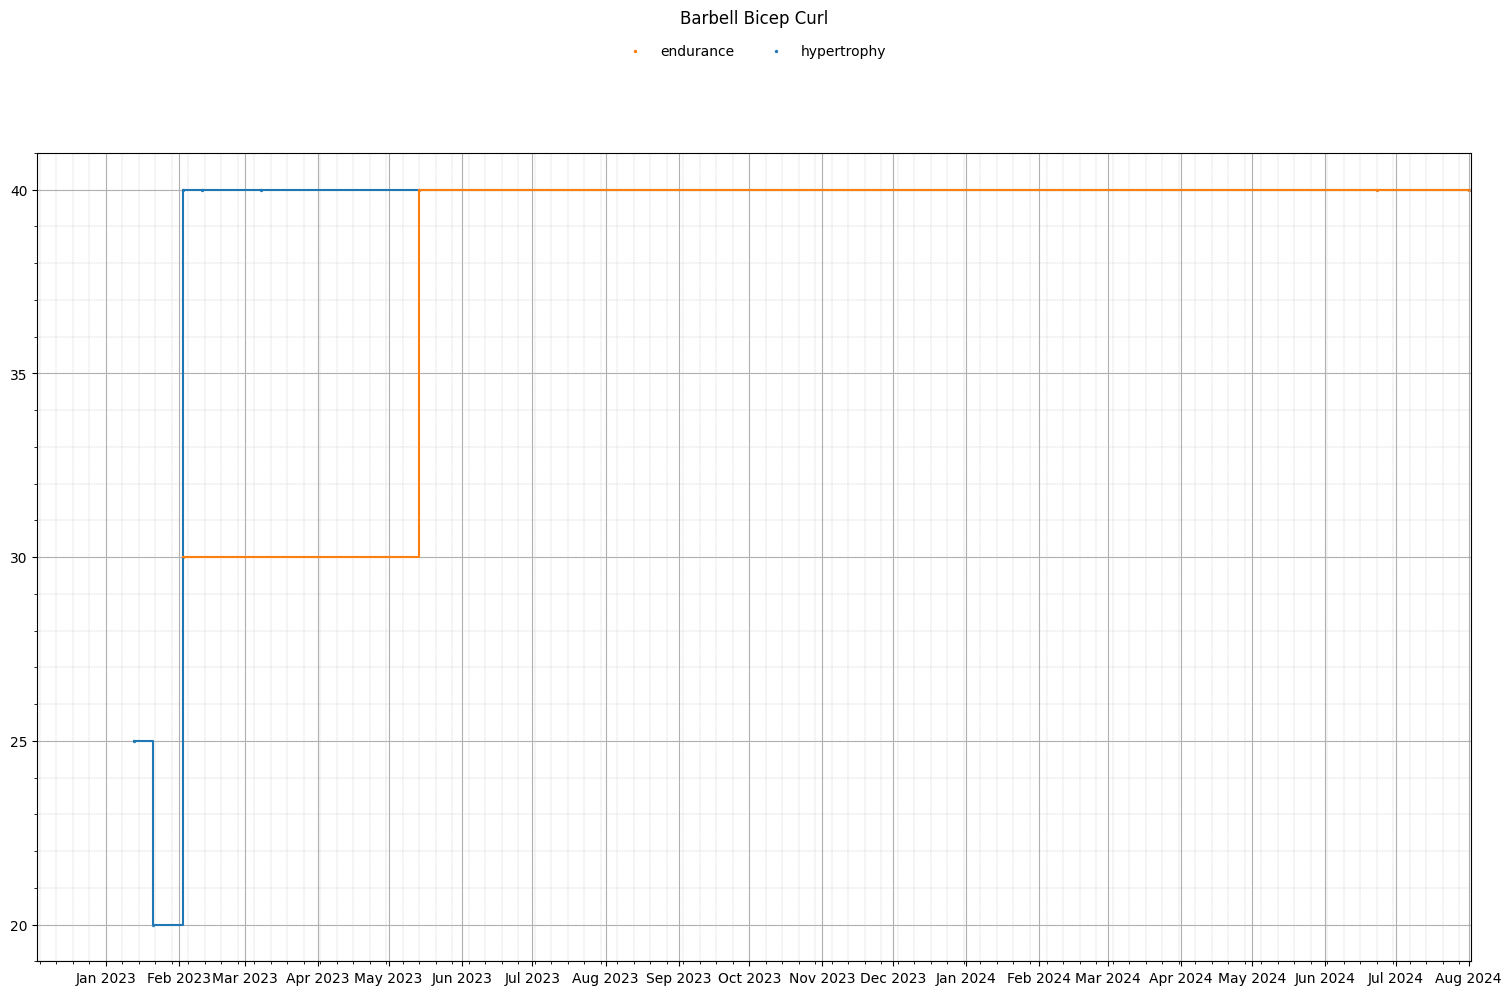 Barbell Bicep Curl
endurance hypertrophy
40
35
30
25
20
Jan 2023 Feb 2023 Mar 2023 Apr 2023 May 2023 Jun 2023 Jul 2023 Aug 2023 Sep 2023 Oct 2023 Nov 2023 Dec 2023 Jan 2024 Feb 2024 Mar 2024 Apr 2024 May 2024 Jun 2024 Jul 2024 Aug 2024